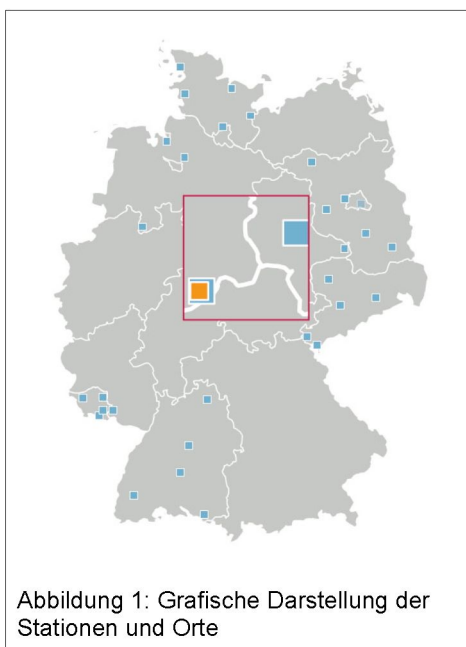 Abbildung 1: Grafische Darstellung der
Stationen und Orte